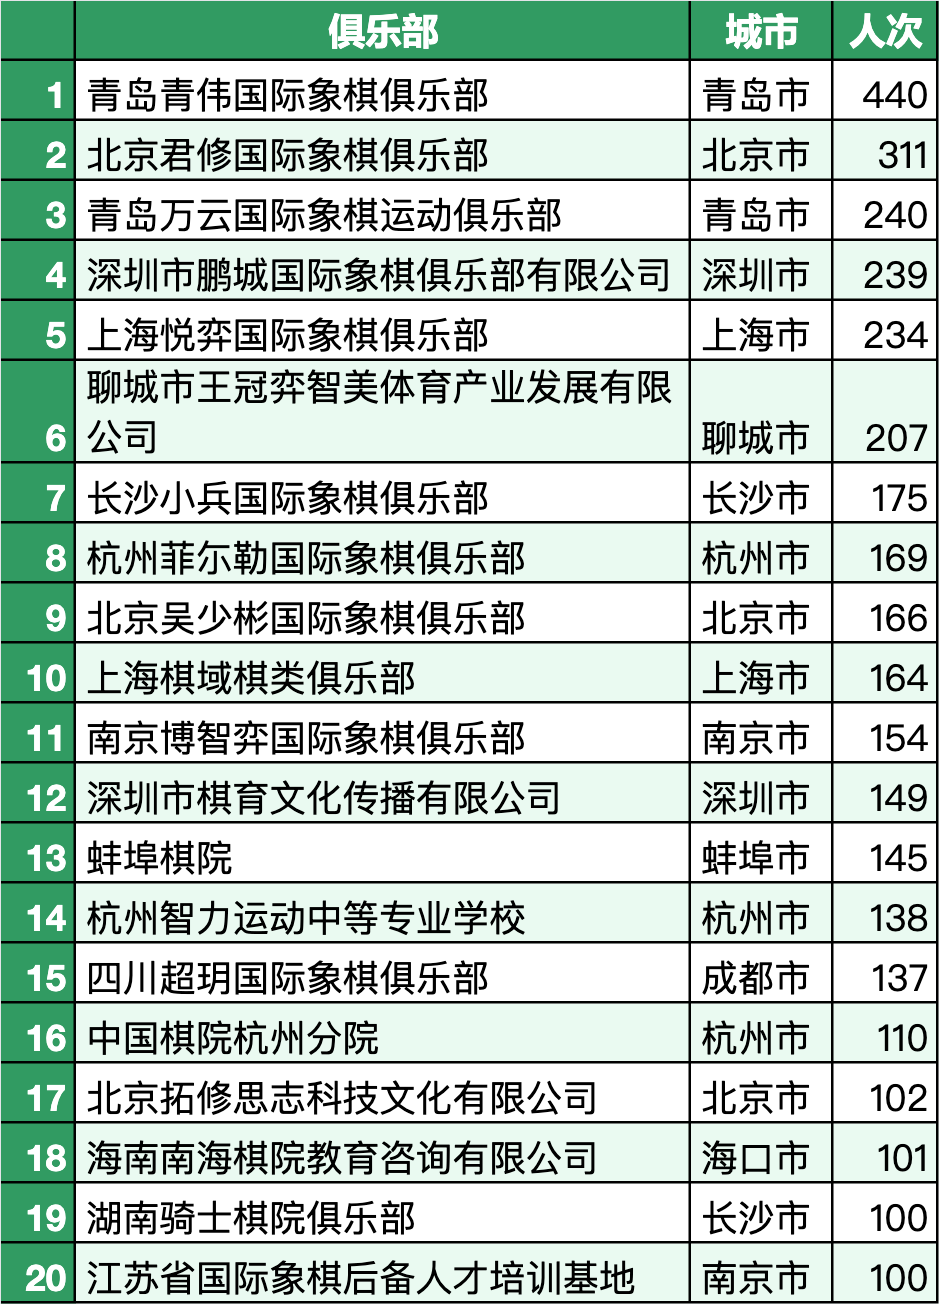 俱乐部 城市 人次
1 青岛青伟国际象棋俱乐部 青岛市 440
2 北京君修国际象棋俱乐部 北京市 311
3 青岛万云国际象棋运动俱乐部 青岛市 240
4 深圳市鹏城国际象棋俱乐部有限公司 深圳市 239
5 上海悦弈国际象棋俱乐部 上海市 234
聊城市王冠弈智美体育产业发展有限
6 公司 聊城市 207
7 长沙小兵国际象棋俱乐部 长沙市 175
8 杭州菲尔勒国际象棋俱乐部 杭州市 169
9 北京吴少彬国际象棋俱乐部 北京市 166
10 上海棋域棋类俱乐部 上海市 164
11 南京博智弈国际象棋俱乐部 南京市 154
12 深圳市棋育文化传播有限公司 深圳市 149
13 蚌埠棋院 蚌埠市 145
14 杭州智力运动中等专业学校 杭州市 138
15 四川超玥国际象棋俱乐部 成都市 137
16 中国棋院杭州分院 杭州市 110
17 北京拓修思志科技文化有限公司 北京市 102
18 海南南海棋院教育咨询有限公司 海口市 101
19 湖南骑士棋院俱乐部 长沙市 100
20 江苏省国际象棋后备人才培训基地 南京市 100